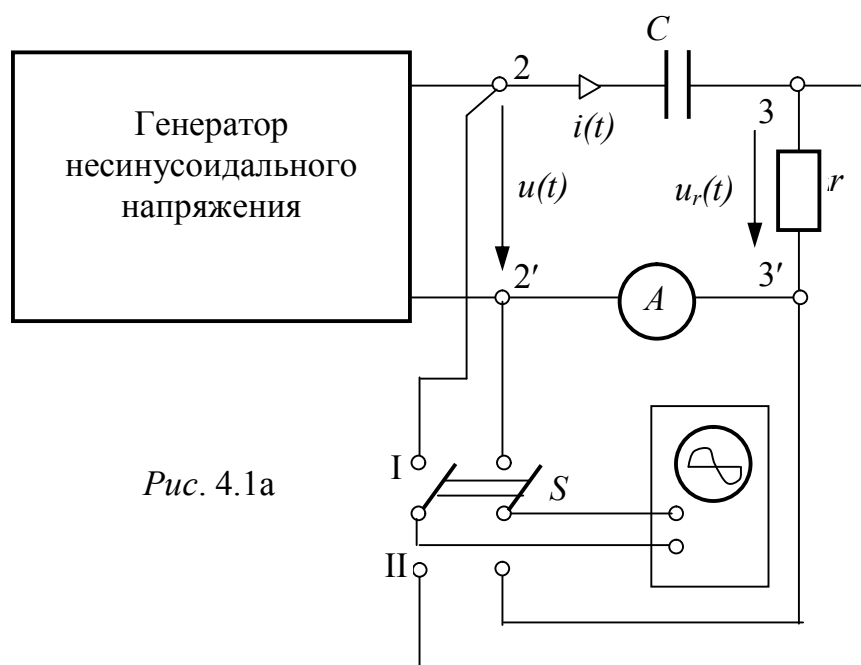 C
2
3
Генератор
несинусоидального
напряжения
i(t)
u(t)
u_r(t)
r
2'
3'
A
I
S
Рис. 4.1а
II